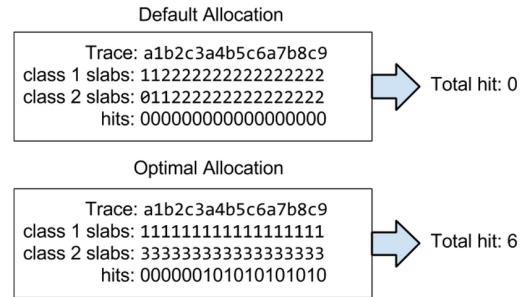 Default Allocation
Trace: a1b2c3a4b5c6a7b8c9
class 1 slabs: 112222222222222222
class 2 slabs: 011222222222222222
hits: 000000000000000000
Total hit: 0
Optimal Allocation
Trace: a1b2c3a4b5c6a7b8c9
class 1 slabs: 111111111111111111
class 2 slabs: 333333333333333333
hits: 000000101010101010
Total hit: 6